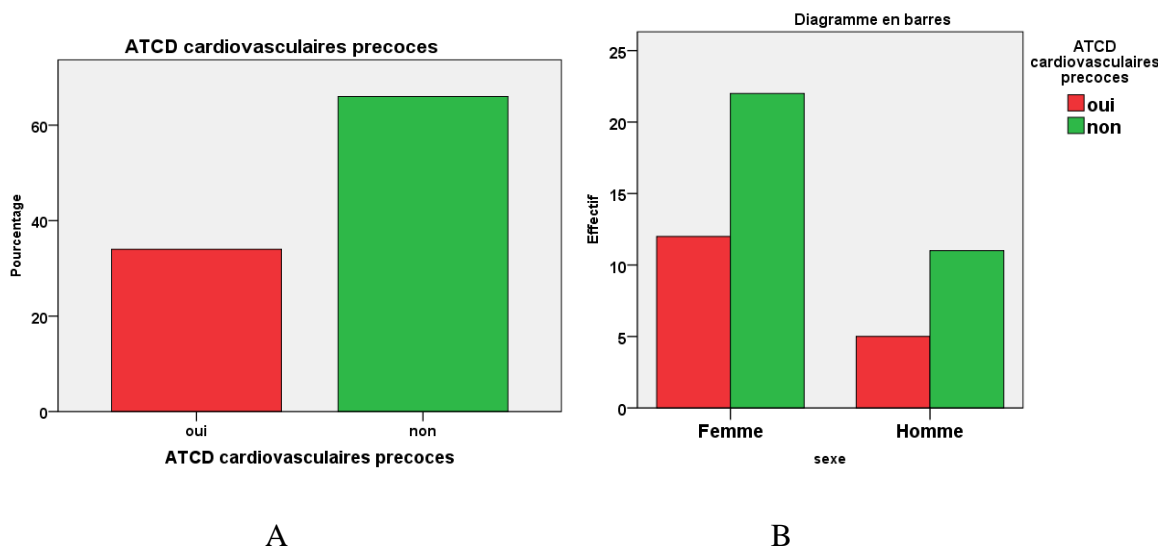 ATCD cardiovasculaires precoces
Pourcentage
60
40
20
0
oui
non
ATCD cardiovasculaires precoces
A
Diagramme en barres
Effectif
25
20
15
10
5
0
Femme
Homme
sexe
ATCD
cardiovasculaires
precoces
oui
non
B